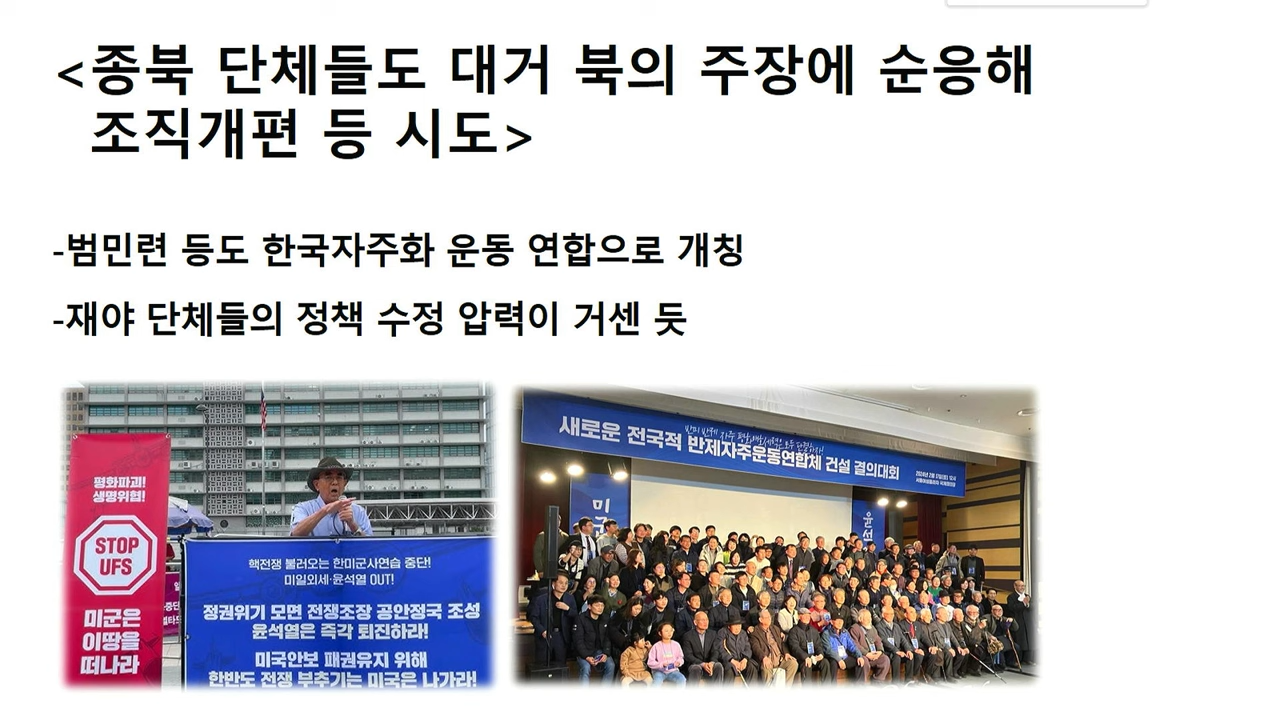 <종북 단체들도 대거 북의 주장에 순응해
조직개편 등 시도>
-범민련 등도 한국자주화 운동 연합으로 개칭
-재야 단체들의 정책 수정 압력이 거센 듯
평화파괴!
생명위협!
STOP
UFS
미군은
이땅을
떠나라
핵전쟁 불러오는 한미군사연습 중단!
미일외세·윤석열 OUT!
정권위기 모면 전쟁조장 공안정국 조성
윤석열은 즉각 퇴진하라!
미국안보 패권유지 위해
한반도 전쟁 부추기는 미국은 나가라!
새로운 전국적 반제자주운동연합체 건설 결의대회
미국
윤석